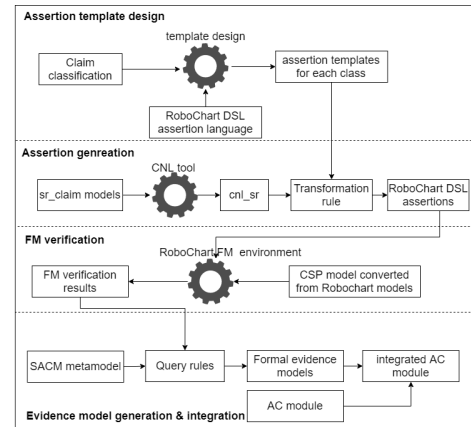 Assertion template design
template design
Claim
classification
assertion templates
for each class
RoboChart DSL
assertion language
Assertion genreation
CNL tool
sr_claim models
cnl_sr
Transformation
rule
RoboChart DSL
assertions
FM verification
RoboChart FM environment
FM verification
results
CSP model converted
from Robochart models
SACM metamodel
Query rules
Formal evidence
models
integrated AC
module
AC module
Evidence model generation & integration